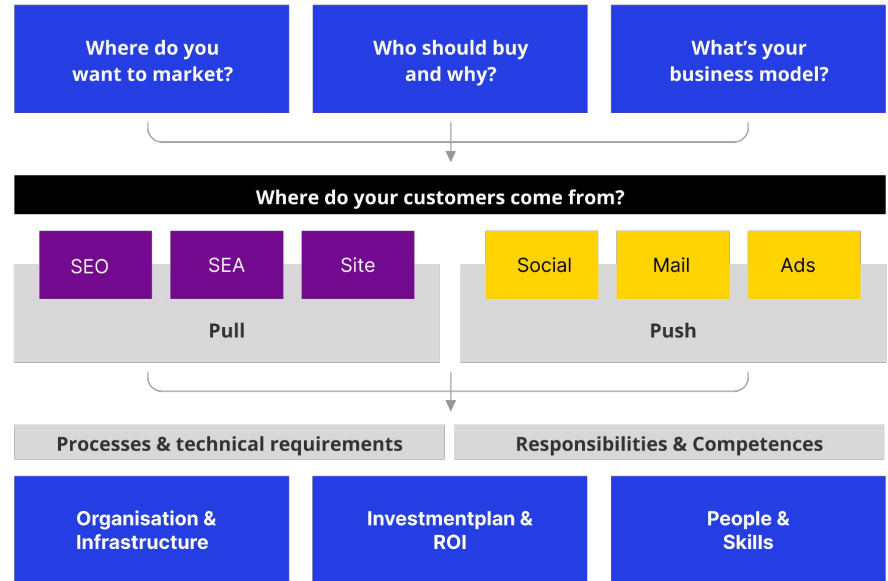 Where do you
want to market?
Who should buy
and why?
What’s your
business model?
Where do your customers come from?
SEO
SEA
Site
Social
Mail
Ads
Pull
Push
Processes & technical requirements
Responsibilities & Competences
Organisation &
Infrastructure
Investmentplan &
ROI
People &
Skills